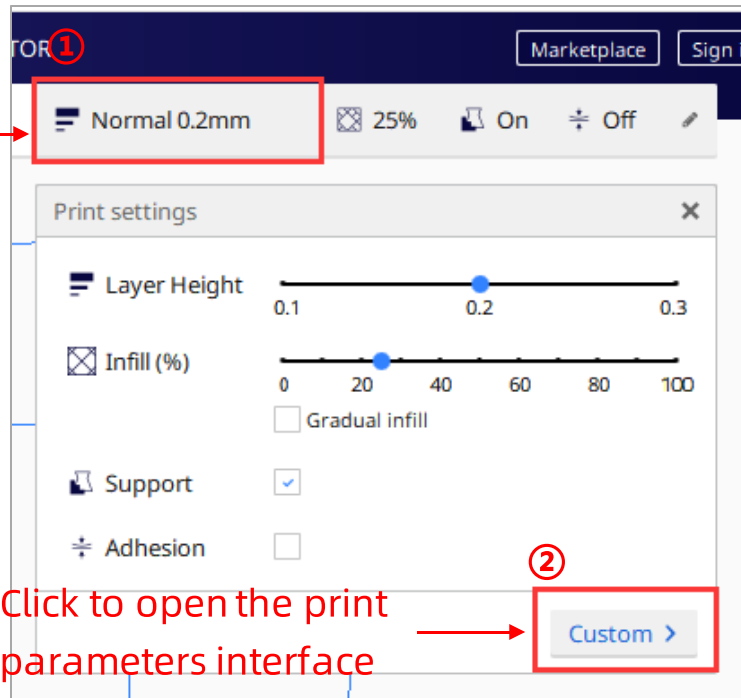 TOR ①
Marketplace Sign i
Normal 0.2mm 25% On Off
Print settings
Layer Height
0.1 0.2 0.3
Infill (%)
0 20 40 60 80 100
Gradual infill
Support
Adhesion
②
Click to open the print
parameters interface
Custom